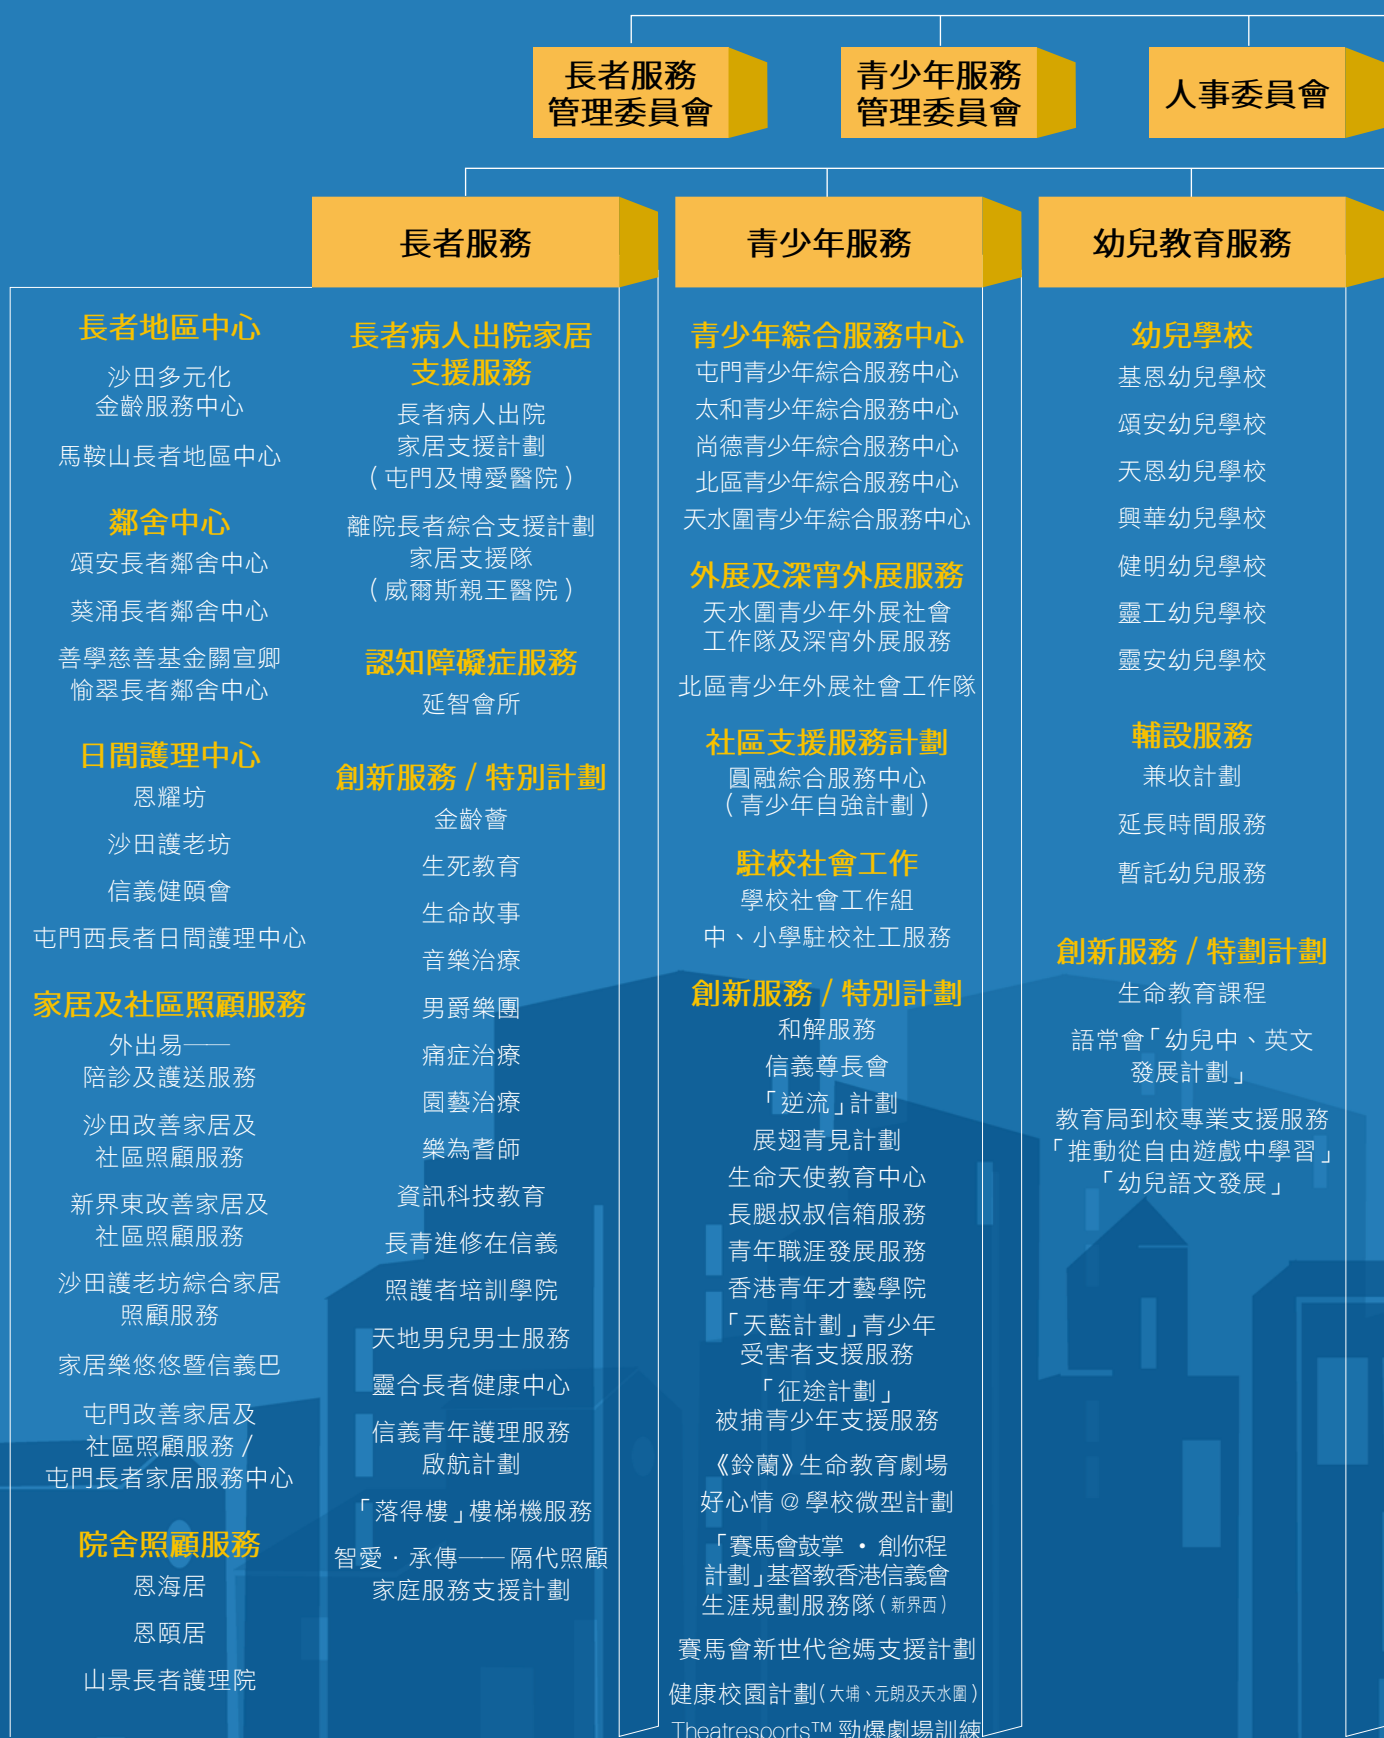 長者服務
管理委員會
青少年服務
管理委員會
人事委員會
長者服務
長者地區中心
沙田多元化
金齡服務中心
馬鞍山長者地區中心
鄰舍中心
頌安長者鄰舍中心
葵涌長者鄰舍中心
善學慈善基金關宣卿
愉翠長者鄰舍中心
日間護理中心
恩耀坊
沙田護老坊
信義健頤會
屯門西長者日間護理中心
家居及社區照顧服務
外出易——
陪診及護送服務
沙田改善家居及
社區照顧服務
新界東改善家居及
社區照顧服務
沙田護老坊綜合家居
照顧服務
家居樂悠悠暨信義巴
屯門改善家居及
社區照顧服務 /
屯門長者家居服務中心
院舍照顧服務
恩海居
恩頤居
山景長者護理院
長者病人出院家居
支援服務
長者病人出院
家居支援計劃
（屯門及博愛醫院）
離院長者綜合支援計劃
家居支援隊
（威爾斯親王醫院）
認知障礙症服務
延智會所
創新服務 / 特別計劃
金齡薈
生死教育
生命故事
音樂治療
男爵樂團
痛症治療
園藝治療
樂為耆師
資訊科技教育
長青進修在信義
照護者培訓學院
天地男兒男士服務
靈合長者健康中心
信義青年護理服務
啟航計劃
「落得樓」樓梯機服務
智愛．承傳——隔代照顧
家庭服務支援計劃
青少年服務
青少年綜合服務中心
屯門青少年綜合服務中心
太和青少年綜合服務中心
尚德青少年綜合服務中心
北區青少年綜合服務中心
天水圍青少年綜合服務中心
外展及深宵外展服務
天水圍青少年外展社會
工作隊及深宵外展服務
北區青少年外展社會工作隊
社區支援服務計劃
圓融綜合服務中心
（青少年自強計劃）
駐校社會工作
學校社會工作組
中、小學駐校社工服務
創新服務 / 特別計劃
和解服務
信義尊長會
「逆流」計劃
展翅青見計劃
生命天使教育中心
長腿叔叔信箱服務
青年職涯發展服務
香港青年才藝學院
「天藍計劃」青少年
受害者支援服務
「征途計劃」
被捕青少年支援服務
《鈴蘭》生命教育劇場
好心情@學校微型計劃
「賽馬會鼓掌 • 創你程
計劃」基督教香港信義會
生涯規劃服務隊（新界西）
賽馬會新世代爸媽支援計劃
健康校園計劃（大埔、元朗及天水圍）
Theatresports™ 勁爆劇場訓練
幼兒教育服務
幼兒學校
基恩幼兒學校
頌安幼兒學校
天恩幼兒學校
興華幼兒學校
健明幼兒學校
靈工幼兒學校
靈安幼兒學校
輔設服務
兼收計劃
延長時間服務
暫託幼兒服務
創新服務 / 特劃計劃
生命教育課程
語常會「幼兒中、英文
發展計劃」
教育局到校專業支援服務
「推動從自由遊戲中學習」
「幼兒語文發展」